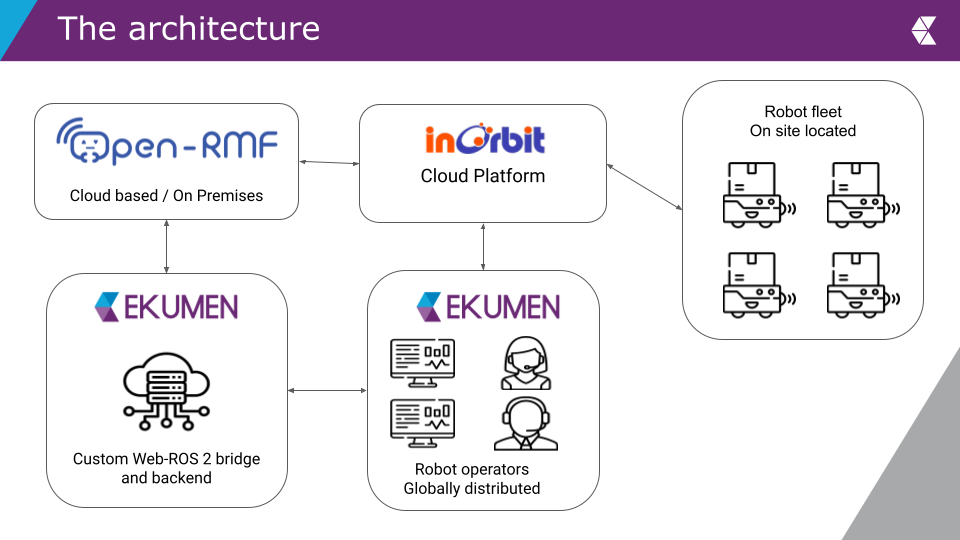 The architecture
Open-RMF
Cloud based / On Premises
inOrbit
Cloud Platform
Robot fleet
On site located
EKUMEN
Custom Web-ROS 2 bridge
and backend
EKUMEN
Robot operators
Globally distributed